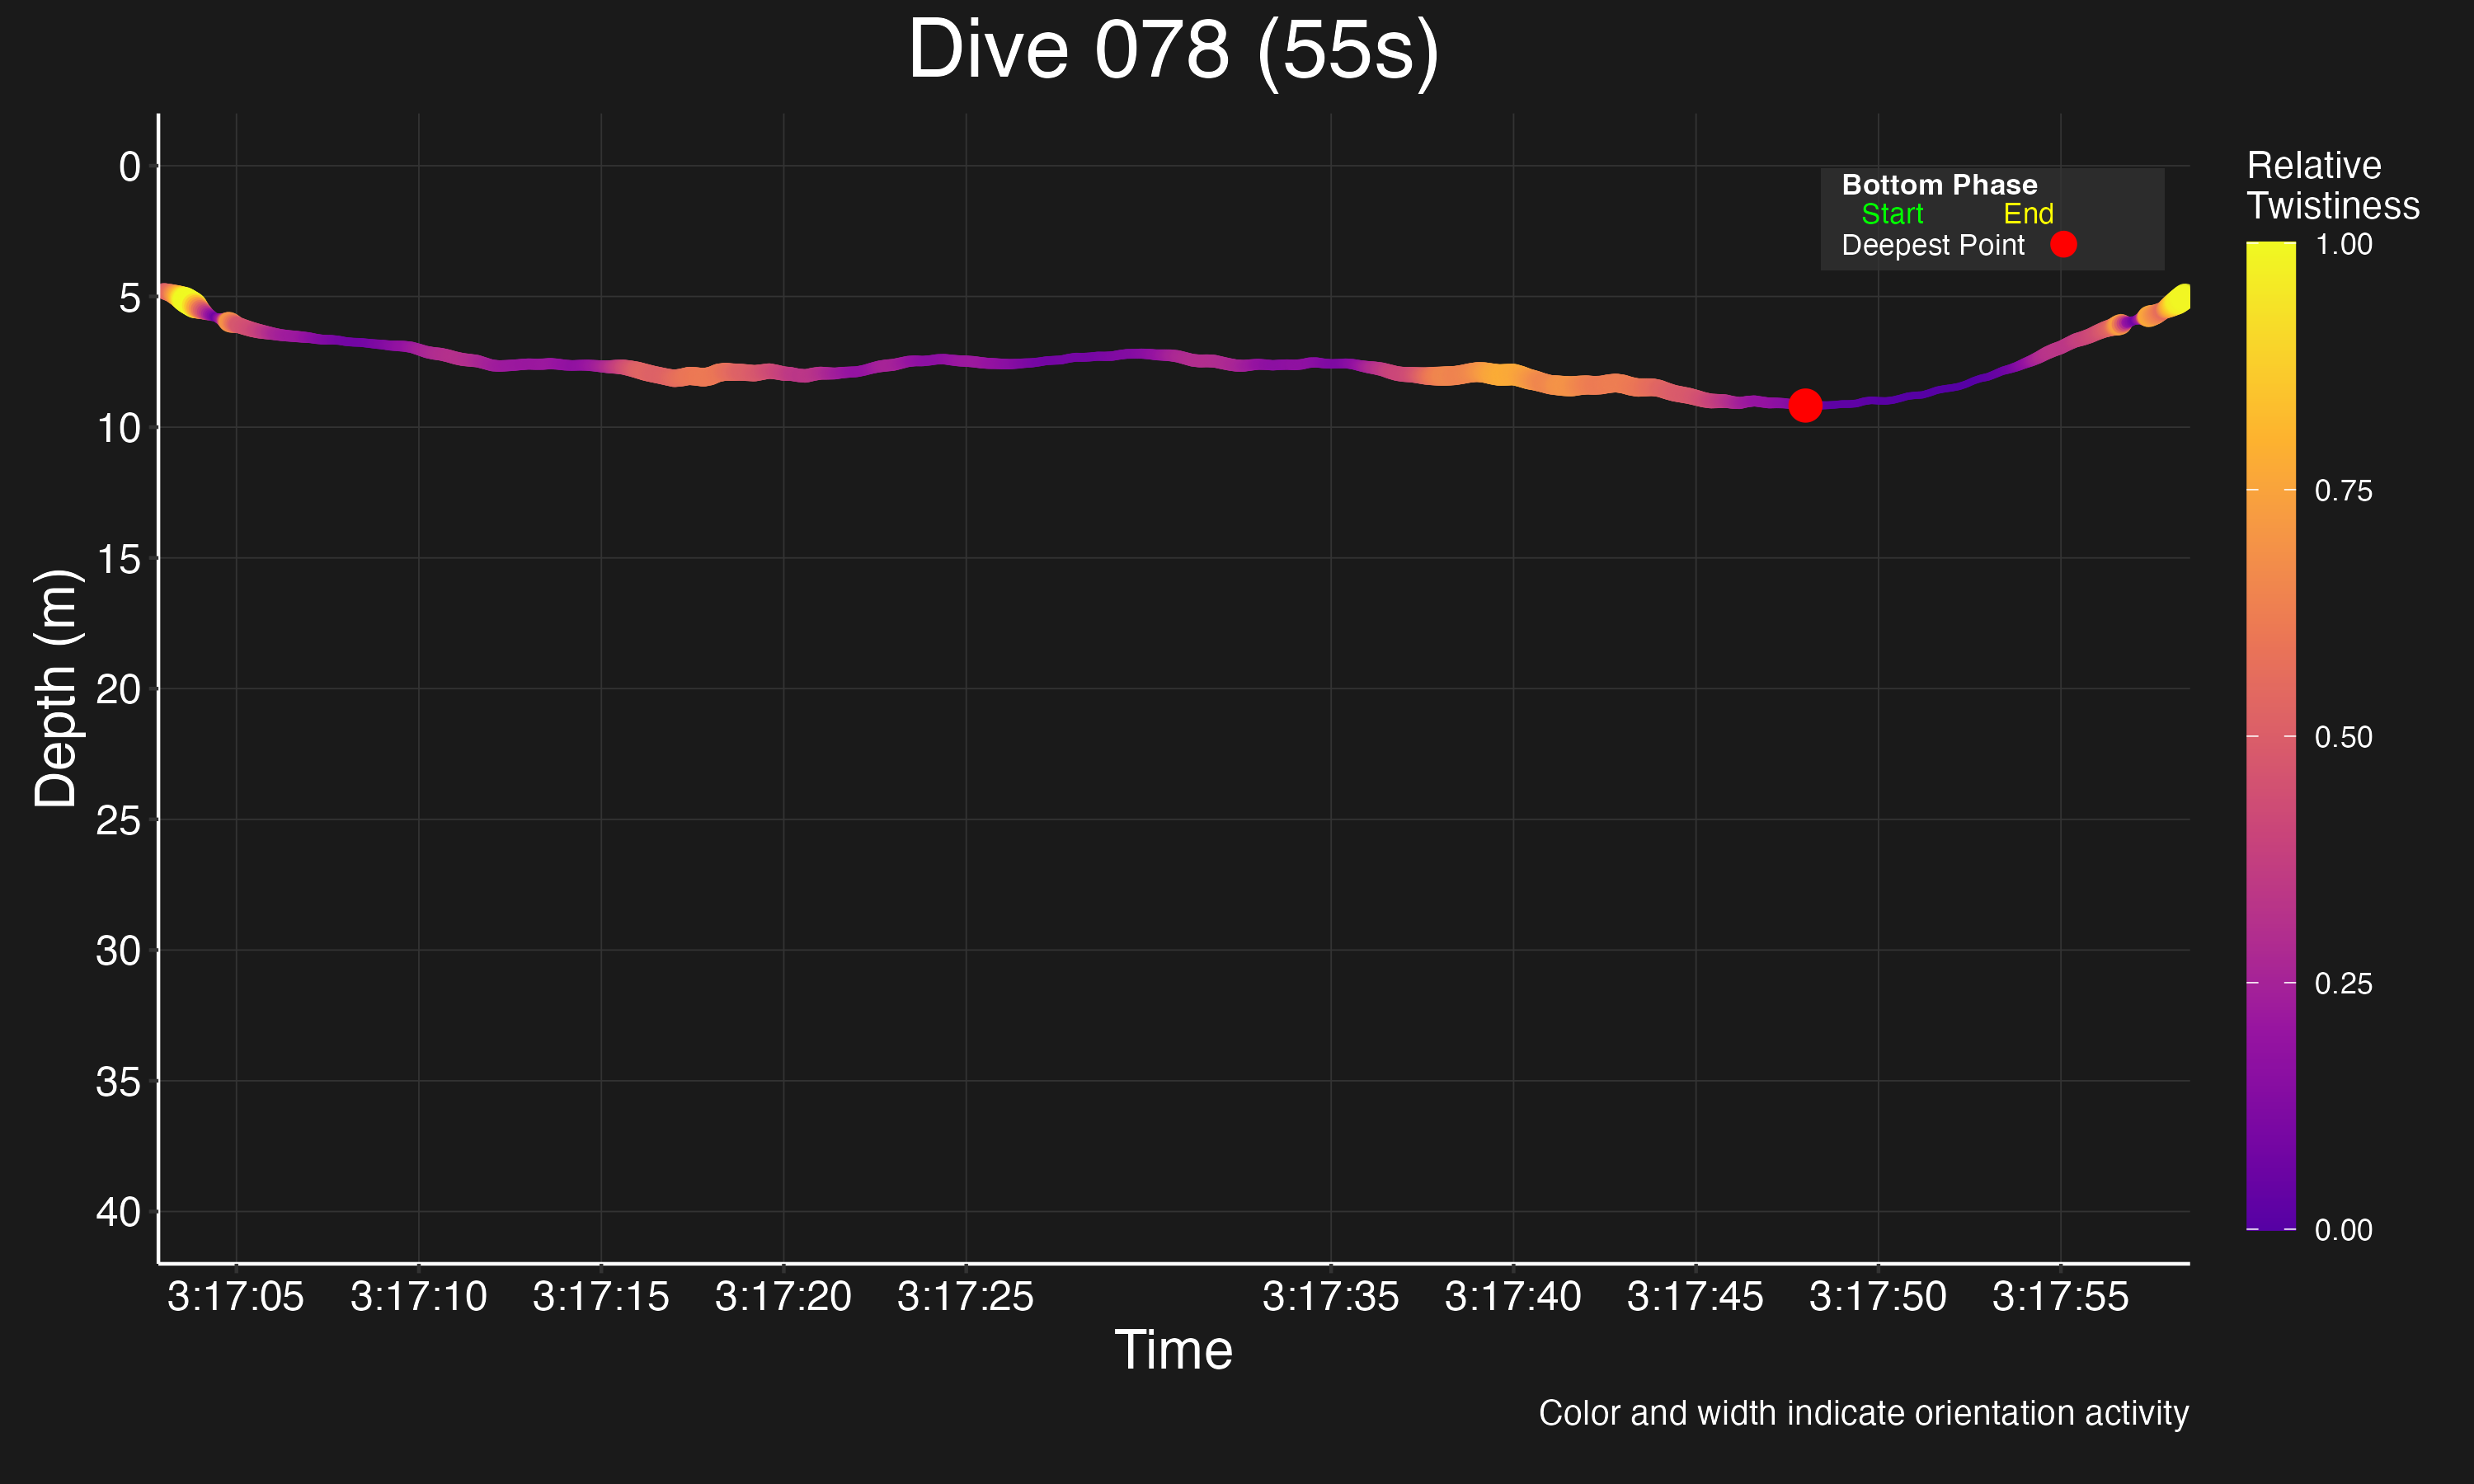 Dive 078 (55s)
Depth (m)
0
5
10
15
20
25
30
35
40
Bottom Phase
Start End
Deepest Point
Relative
Twistiness
1.00
0.75
0.50
0.25
0.00
3:17:05 3:17:10 3:17:15 3:17:20 3:17:25 3:17:35 3:17:40 3:17:45 3:17:50 3:17:55
Time
Color and width indicate orientation activity